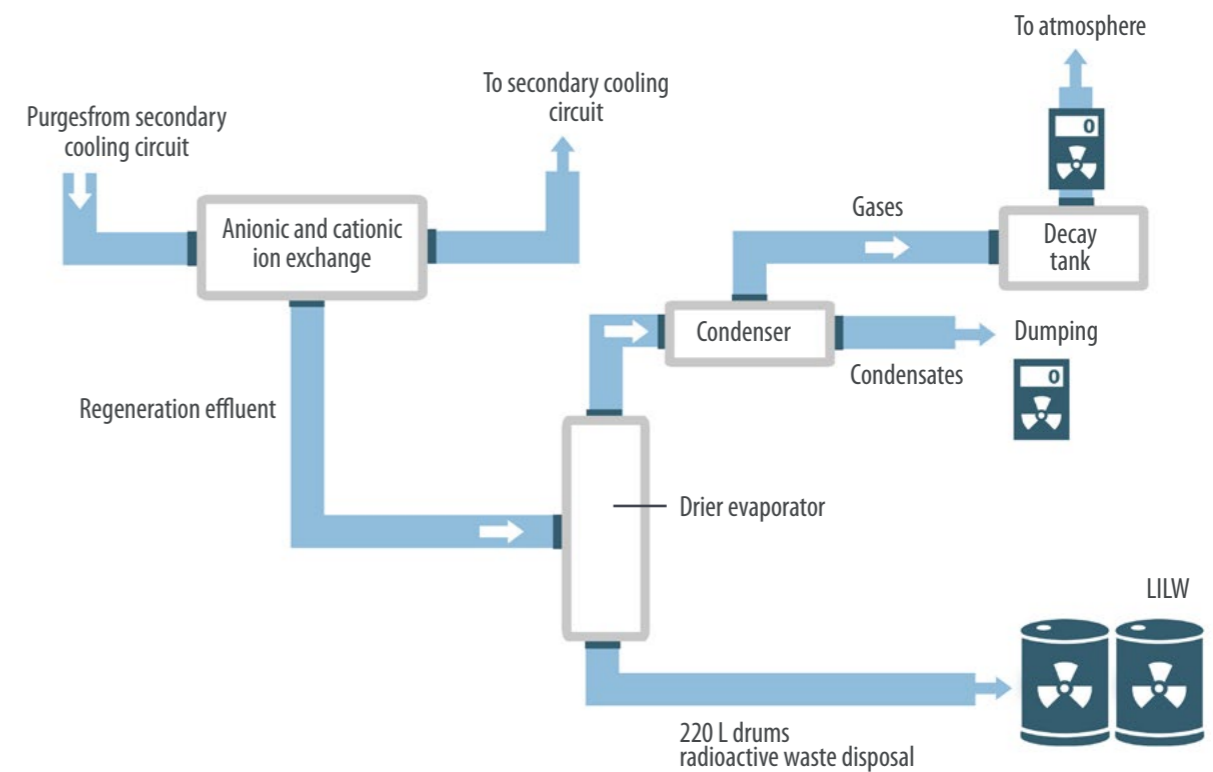 To atmosphere
To secondary cooling
circuit
Purgesfrom secondary
cooling circuit
0
Gases
Anionic and cationic
ion exchange
Decay
tank
Condenser
Dumping
Condensates
0
Regeneration effluent
Drier evaporator
LILW
220 L drums
radioactive waste disposal